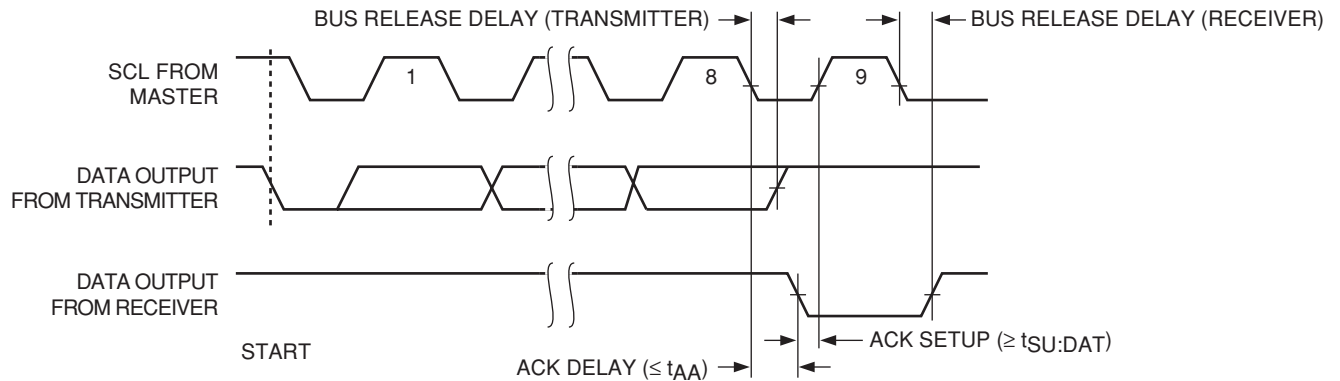 BUS RELEASE DELAY (TRANSMITTER)
BUS RELEASE DELAY (RECEIVER)
SCL FROM
MASTER
1
8
9
DATA OUTPUT
FROM TRANSMITTER
DATA OUTPUT
FROM RECEIVER
START
ACK SETUP (≥ tSU:DAT)
ACK DELAY (≤ tAA)